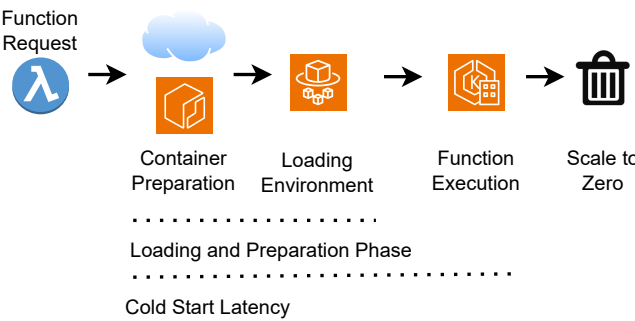 Function
Request
Container
Preparation
Loading
Environment
Function
Execution
Scale to
Zero
Loading and Preparation Phase
Cold Start Latency